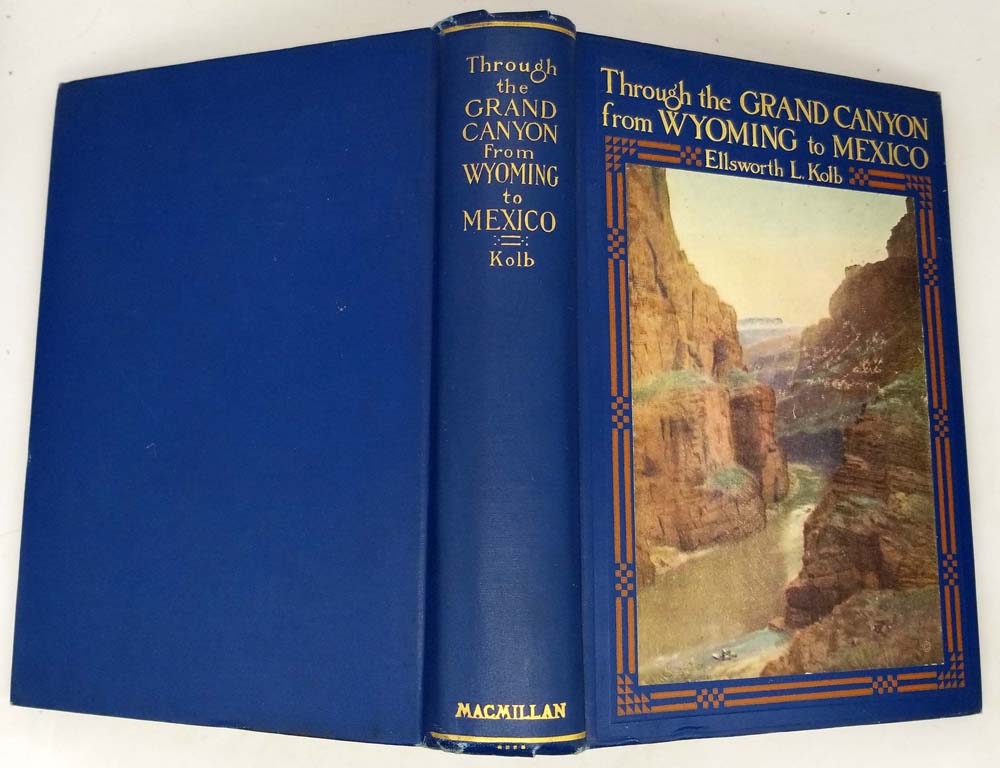 Through
the
GRAND
CANYON
From
WYOMING
to
MEXICO
Kolb
MACMILLAN
Through the GRAND CANYON
from WYOMING to MEXICO
Ellsworth L. Kolb